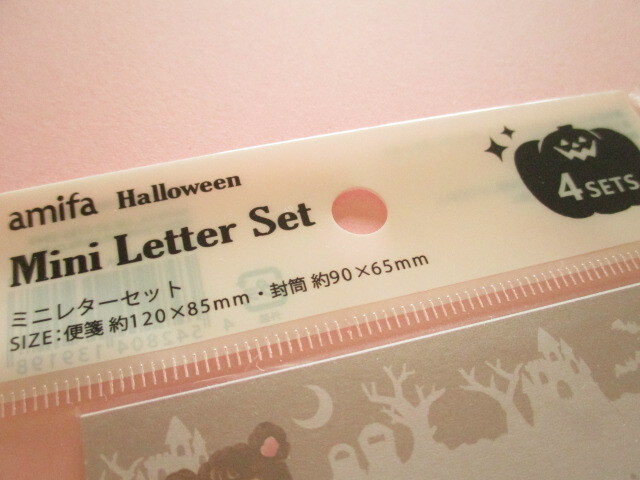 amifa Halloween
Mini Letter Set
ミニレターセット
SIZE:便箋 約120×85mm・封筒 約90×65mm
4 SETS